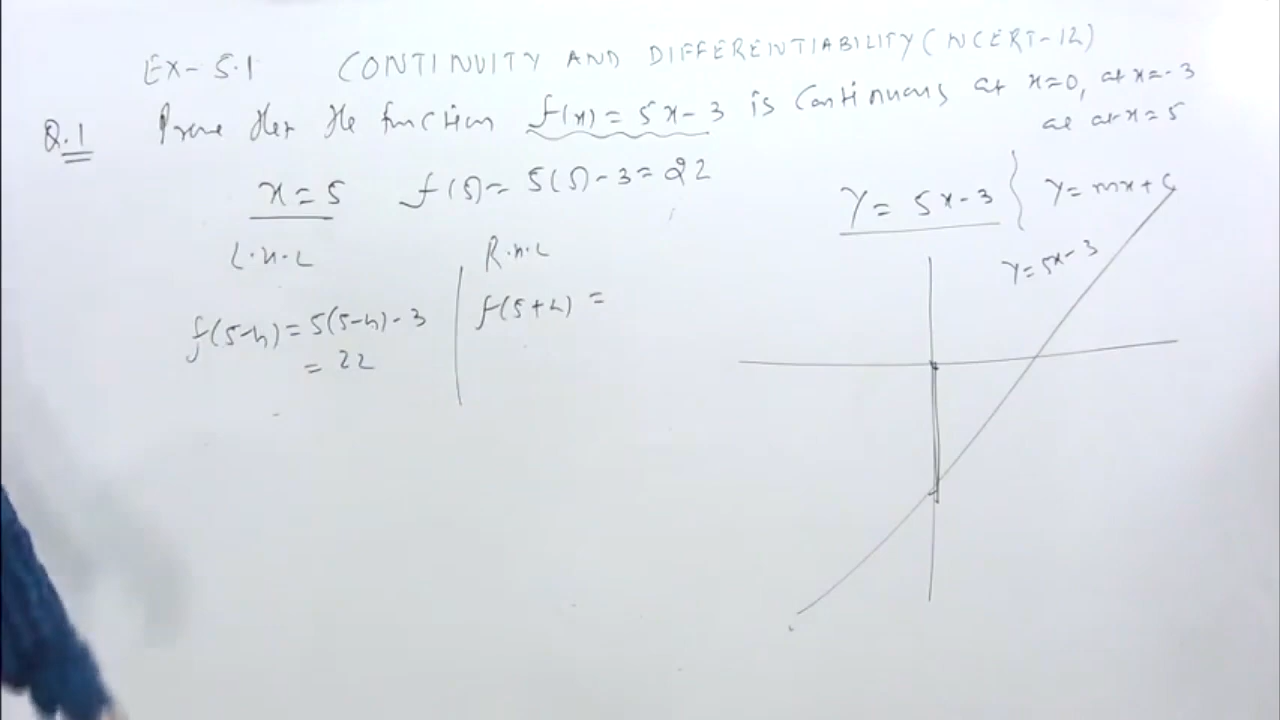 EX-5.1 CONTINUITY AND DIFFERENTIABILITY (NCERT-12)
Q.1 Prove that the function f(x) = 5x-3 is continuous at x=0, at x=-3
at x=5
x=5 f(5) = 5(5)-3 = 22
Y = 5x-3 Y = mx+c
L.H.L R.H.L
Y=5x-3
f(5-h) = 5(5-h)-3 f(5+h) =
= 22